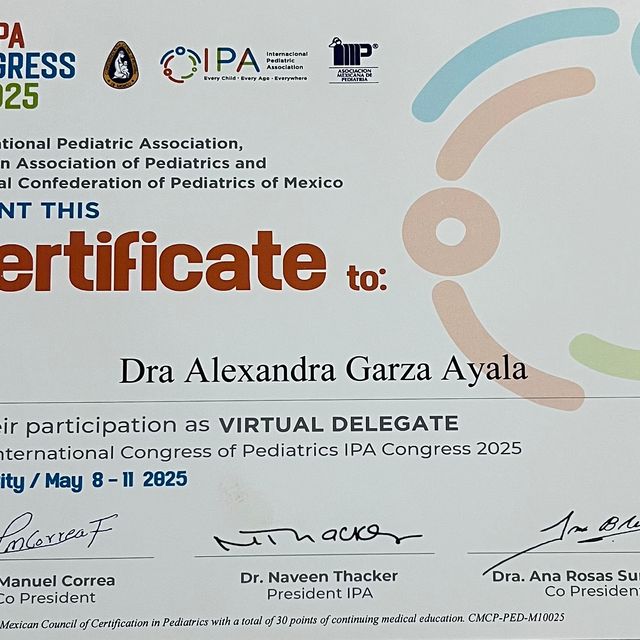 PA
GRESS
025
IPA
Internacional
Pediatric
Association
Every Child · Every Age · Everywhere
IMP
ASOCIACIÓN
MEXICANA DE
PEDIATRÍA
tional Pediatric Association,
n Association of Pediatrics and
al Confederation of Pediatrics of Mexico
NT THIS
ertificate to:
Dra Alexandra Garza Ayala
eir participation as VIRTUAL DELEGATE
nternational Congress of Pediatrics IPA Congress 2025
ity / May 8 - 11 2025
Manuel Correa
Co President
Dr. Naveen Thacker
President IPA
Dra. Ana Rosas Su
Co Presiden
Mexican Council of Certification in Pediatrics with a total of 30 points of continuing medical education. CMCP-PED-M10025